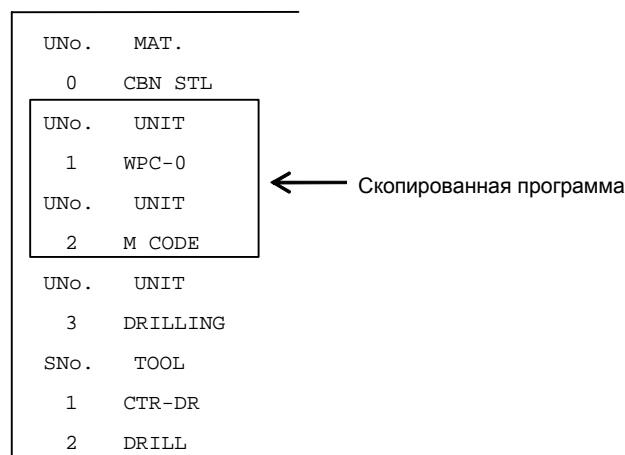 UNo. MAT.
0 CBN STL
UNo. UNIT
1 WPC-0
UNo. UNIT
2 M CODE
UNo. UNIT
3 DRILLING
SNo. TOOL
1 CTR-DR
2 DRILL
Скопированная программа